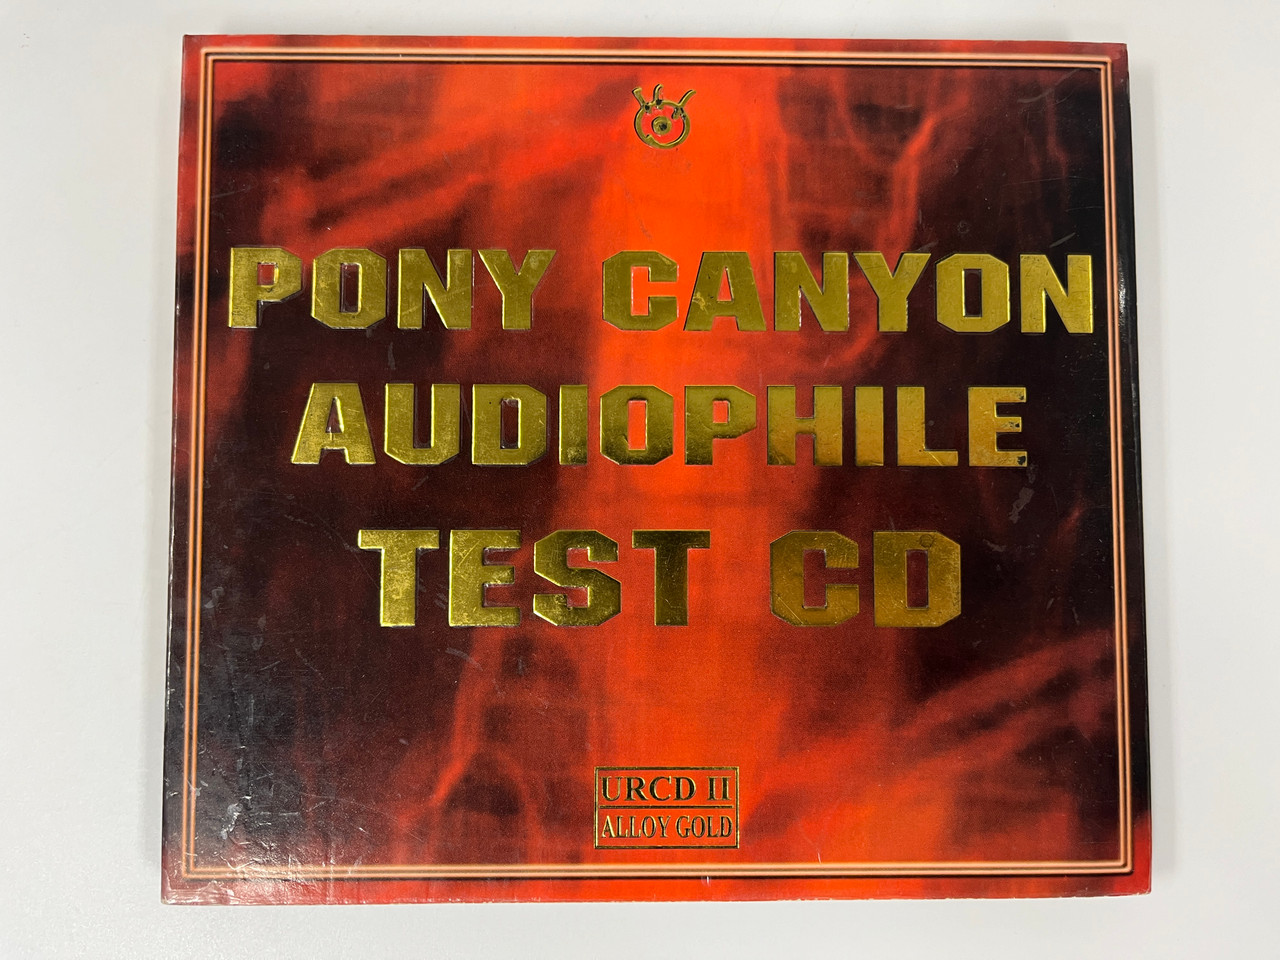 PONY CANYON
AUDIOPHILE
TEST CD
URCD II
ALLOY GOLD